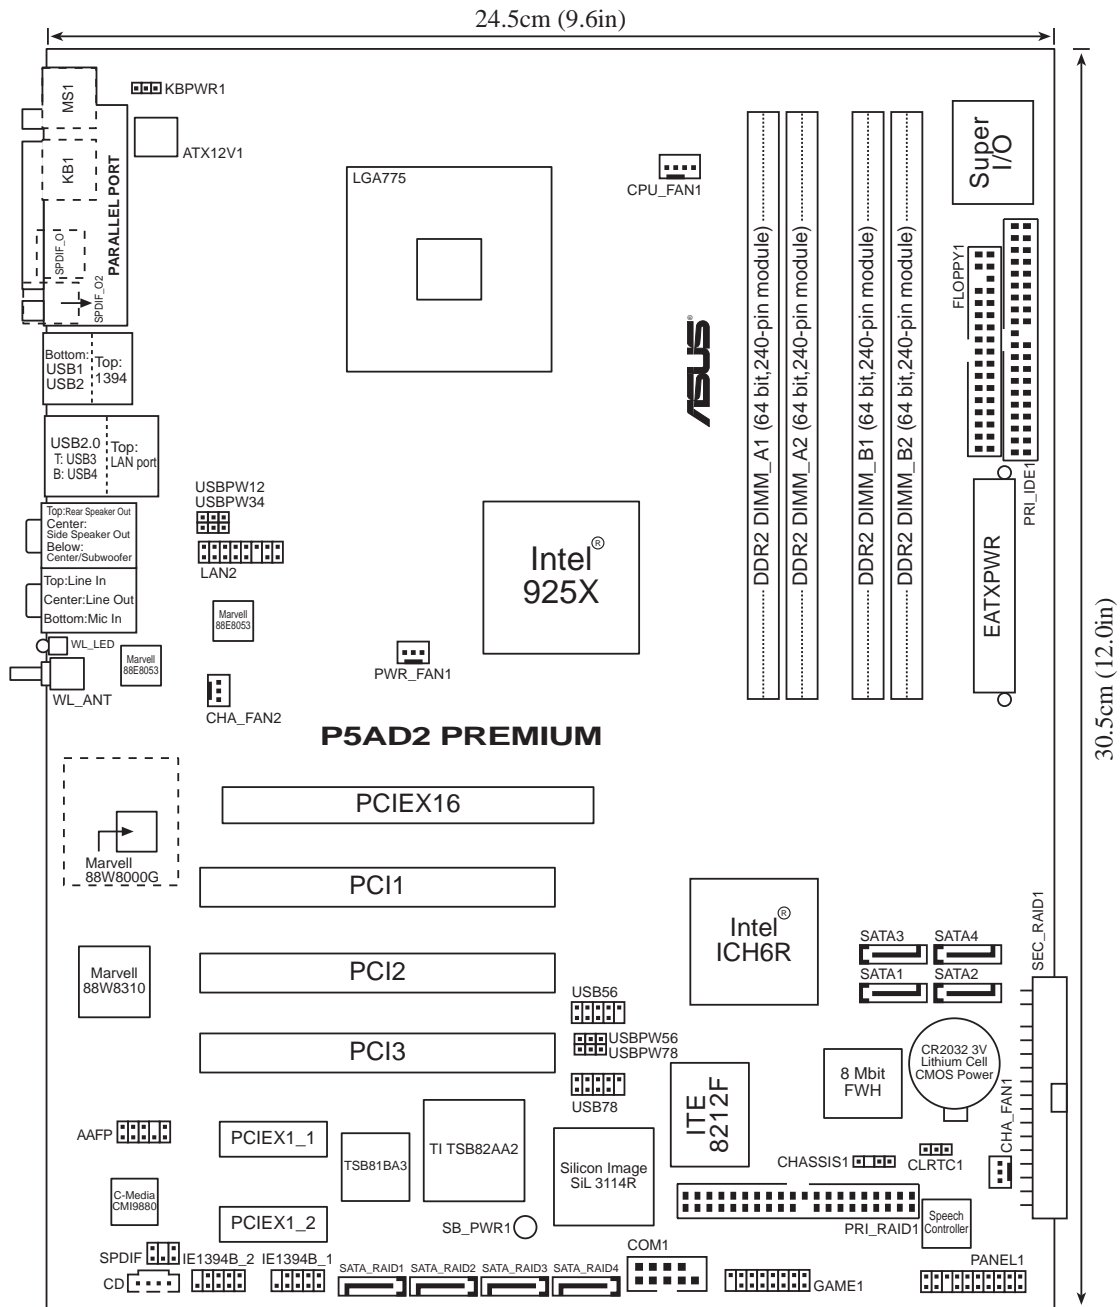 24.5cm (9.6in)
KBPWR1
MS1
ATX12V1
KB1
PARALLEL PORT
SPDIF_O1
SPDIF_O2
LGA775
CPU_FAN1
Super
I/O
FLOPPY1
PRI_IDE1
ASUS®
DDR2 DIMM_A1 (64 bit,240-pin module)
DDR2 DIMM_A2 (64 bit,240-pin module)
DDR2 DIMM_B1 (64 bit,240-pin module)
DDR2 DIMM_B2 (64 bit,240-pin module)
Bottom:
USB1
USB2
Top:
1394
USB2.0
T: USB3
B: USB4
Top:
LAN port
USBPW12
USBPW34
LAN2
Top:Rear Speaker Out
Center:
Side Speaker Out
Below:
Center/Subwoofer
Top:Line In
Center:Line Out
Bottom:Mic In
WL_LED
WL_ANT
Marvell
88E8053
Marvell
88E8053
CHA_FAN2
PWR_FAN1
Intel®
925X
EATXPWR
30.5cm (12.0in)
P5AD2 PREMIUM
PCIEX16
Marvell
88W8000G
PCI1
Intel®
ICH6R
SATA3
SATA4
SATA1
SATA2
SEC_RAID1
Marvell
88W8310
PCI2
USB56
USBPW56
USBPW78
PCI3
USB78
ITE
8212F
8 Mbit
FWH
CR2032 3V
Lithium Cell
CMOS Power
CHA_FAN1
AAFP
PCIEX1_1
TSB81BA3
TI TSB82AA2
Silicon Image
SiL 3114R
CHASSIS1
CLRTC1
C-Media
CMI9880
PCIEX1_2
SB_PWR1
PRI_RAID1
Speech
Controller
SPDIF
CD
IE1394B_2
IE1394B_1
SATA_RAID1
SATA_RAID2
SATA_RAID3
SATA_RAID4
COM1
GAME1
PANEL1